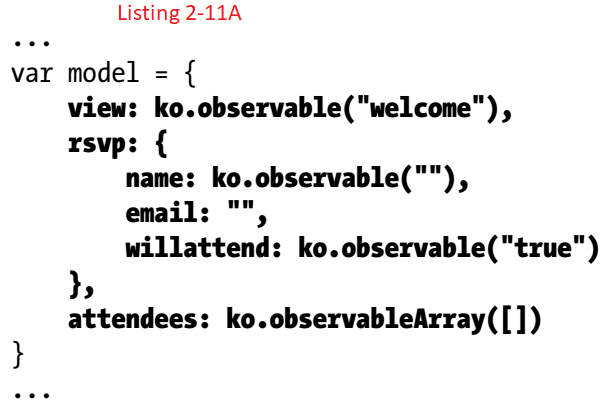 Listing 2-11A
...
var model = {
    view: ko.observable("welcome"),
    rsvp: {
        name: ko.observable(""),
        email: "",
        willattend: ko.observable("true")
    },
    attendees: ko.observableArray([])
}
...